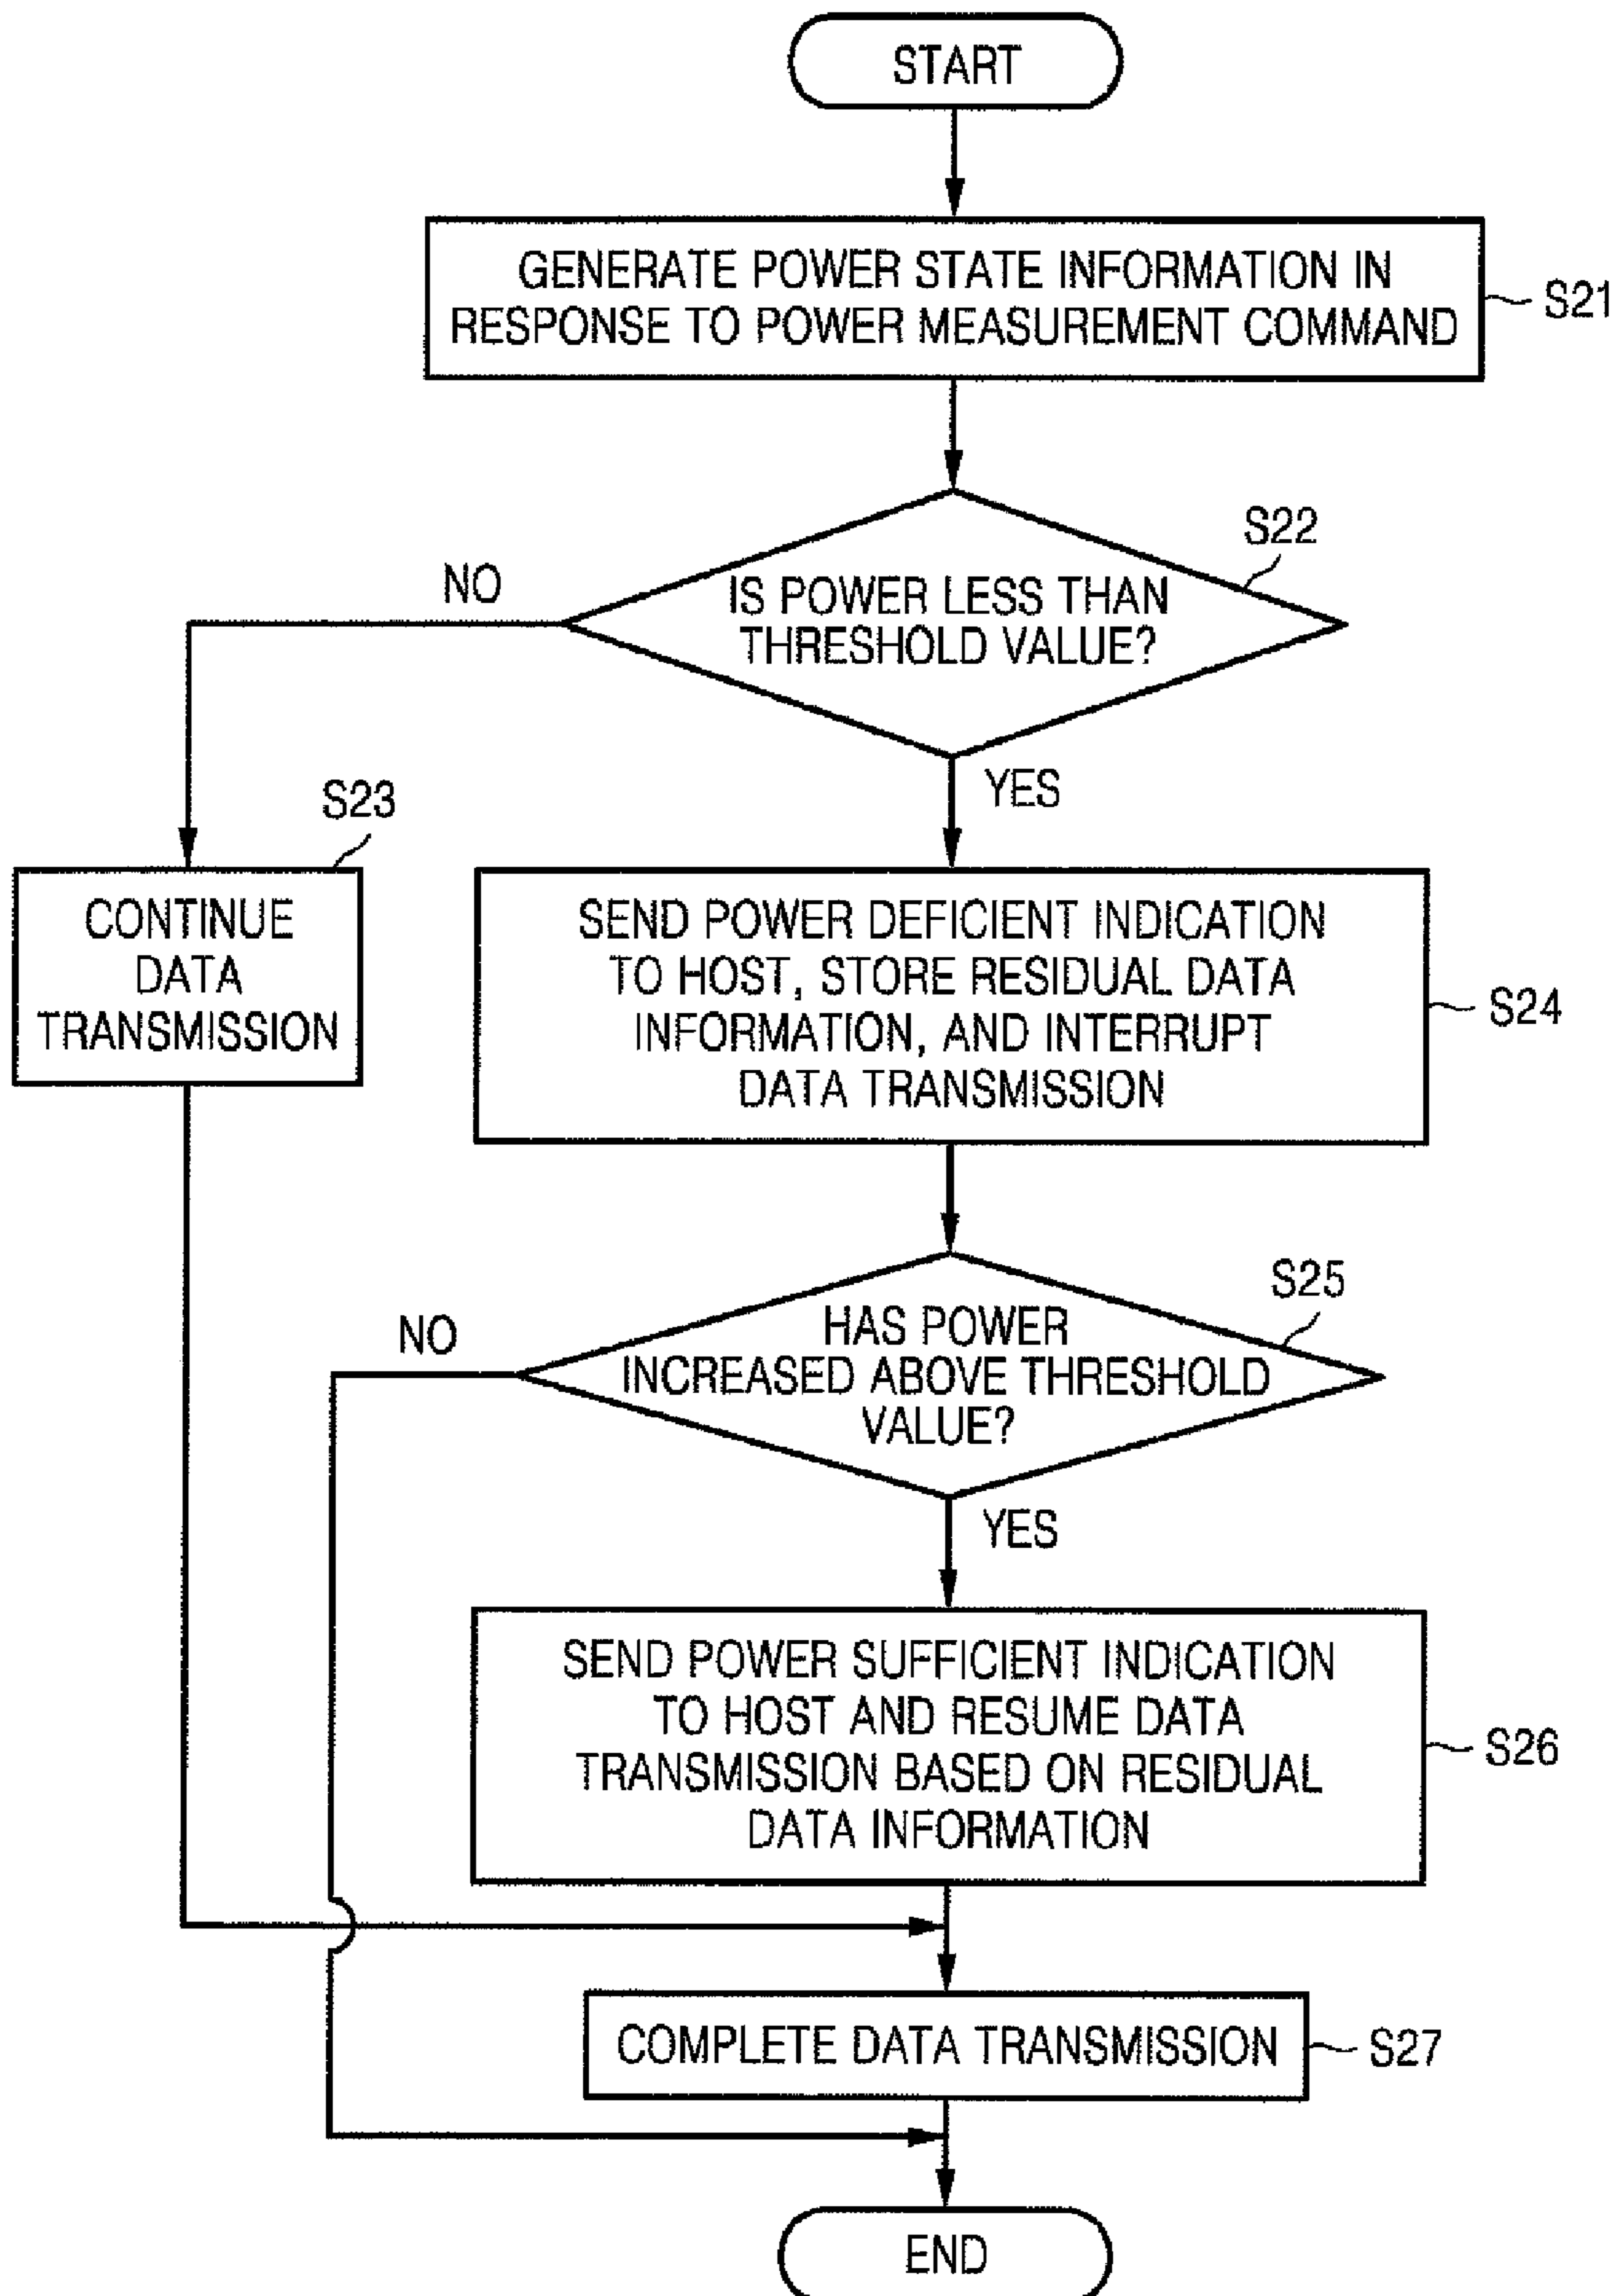 START
GENERATE POWER STATE INFORMATION IN
RESPONSE TO POWER MEASUREMENT COMMAND
S21
S22
NO
IS POWER LESS THAN
THRESHOLD VALUE?
YES
S23
CONTINUE
DATA
TRANSMISSION
SEND POWER DEFICIENT INDICATION
TO HOST, STORE RESIDUAL DATA
INFORMATION, AND INTERRUPT
DATA TRANSMISSION
S24
S25
NO
HAS POWER
INCREASED ABOVE THRESHOLD
VALUE?
YES
SEND POWER SUFFICIENT INDICATION
TO HOST AND RESUME DATA
TRANSMISSION BASED ON RESIDUAL
DATA INFORMATION
S26
COMPLETE DATA TRANSMISSION
S27
END